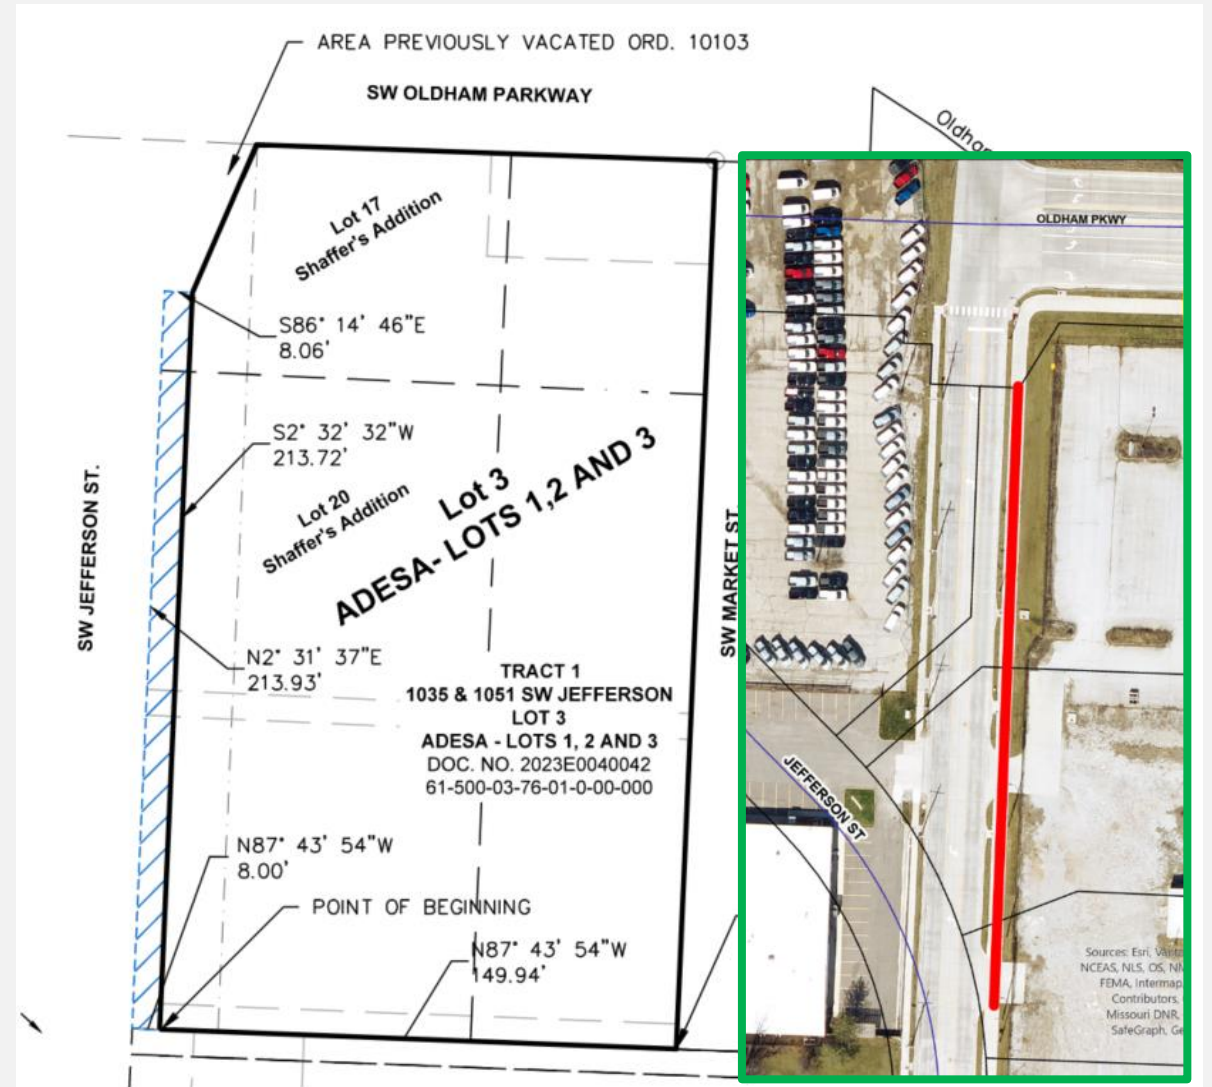 AREA PREVIOUSLY VACATED ORD. 10103
SW OLDHAM PARKWAY
Lot 17
Shaffer's Addition
S86° 14' 46"E
8.06'
S2° 32' 32"W
213.72'
Lot 20
Shaffer's Addition
Lot 3
ADESA- LOTS 1,2 AND 3
SW JEFFERSON ST.
N2° 31' 37"E
213.93'
TRACT 1
1035 & 1051 SW JEFFERSON
LOT 3
ADESA - LOTS 1, 2 AND 3
DOC. NO. 2023E0040042
61-500-03-76-01-0-00-000
N87° 43' 54"W
8.00'
POINT OF BEGINNING
N87° 43' 54"W
149.94'
SW MARKET ST
OLDHAM PKWY
JEFFERSON ST
Sources: Esri,
NCEAS, NLS, OS,
FEMA, Intermap,
Contributors,
Missouri DNR,
SafeGraph,